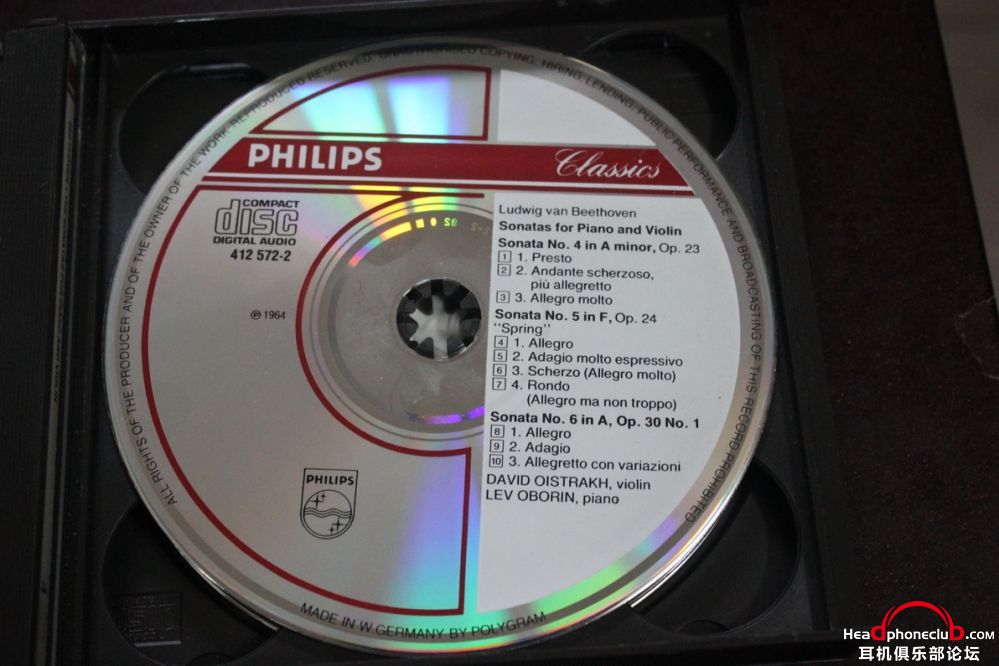 ALL RIGHTS OF THE PRODUCER AND OF THE OWNER OF THE WORK REPRODUCED RESERVED. UNAUTHORISED COPYING, HIRING, LENDING, PUBLIC PERFORMANCE AND BROADCASTING OF THIS RECORD PROHIBITED
PHILIPS
Classics
COMPACT
disc
DIGITAL AUDIO
412 572-2
℗ 1964
Ludwig van Beethoven
Sonatas for Piano and Violin
Sonata No. 4 in A minor, Op. 23
1 1. Presto
2 2. Andante scherzoso,
più allegretto
3 3. Allegro molto
Sonata No. 5 in F, Op. 24
"Spring"
4 1. Allegro
5 2. Adagio molto espressivo
6 3. Scherzo (Allegro molto)
7 4. Rondo
(Allegro ma non troppo)
Sonata No. 6 in A, Op. 30 No. 1
8 1. Allegro
9 2. Adagio
10 3. Allegretto con variazioni
DAVID OISTRAKH, violin
LEV OBORIN, piano
PHILIPS
MADE IN W GERMANY BY POLYGRAM
HeadphoneclubD.com
耳机俱乐部论坛